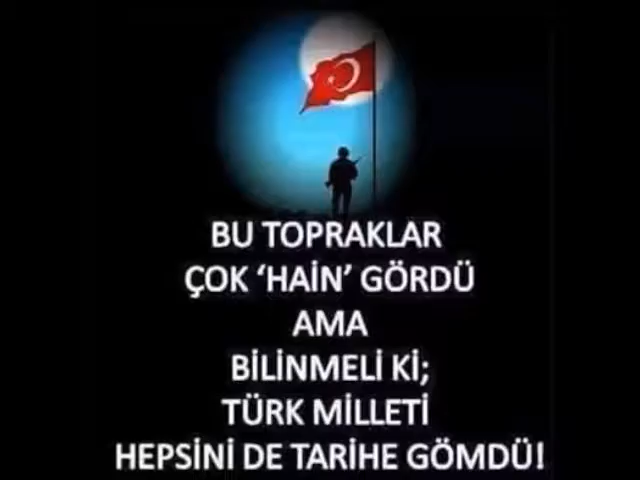 BU TOPRAKLAR
ÇOK ‘HAİN’ GÖRDÜ
AMA
BİLİNMELİ Kİ;
TÜRK MİLLETİ
HEPSİNİ DE TARİHE GÖMDÜ!